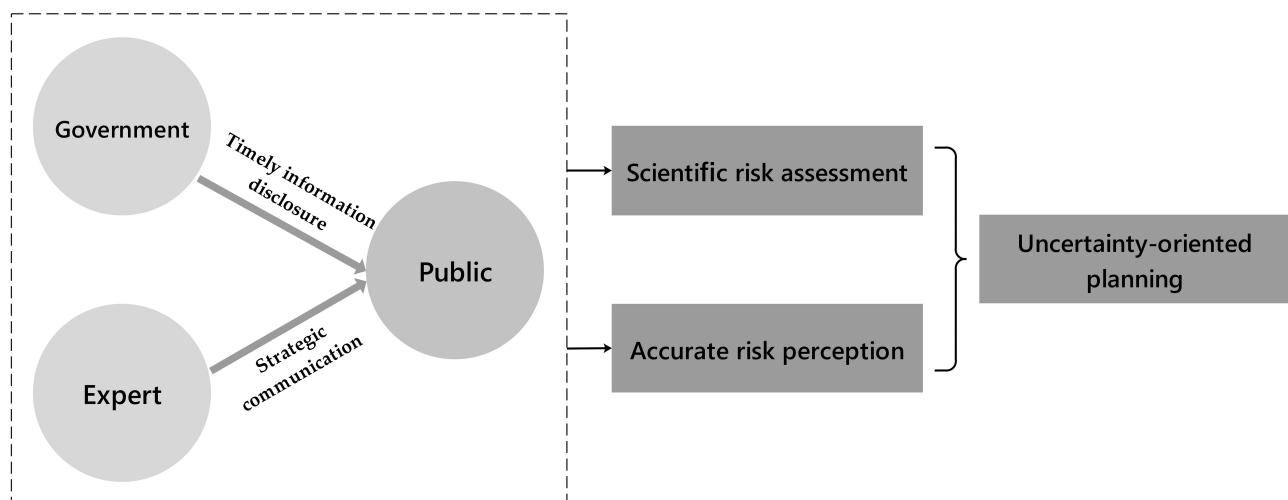 Government
Timely information
disclosure
Public
Expert
Strategic
communication
Scientific risk assessment
Accurate risk perception
Uncertainty-oriented
planning